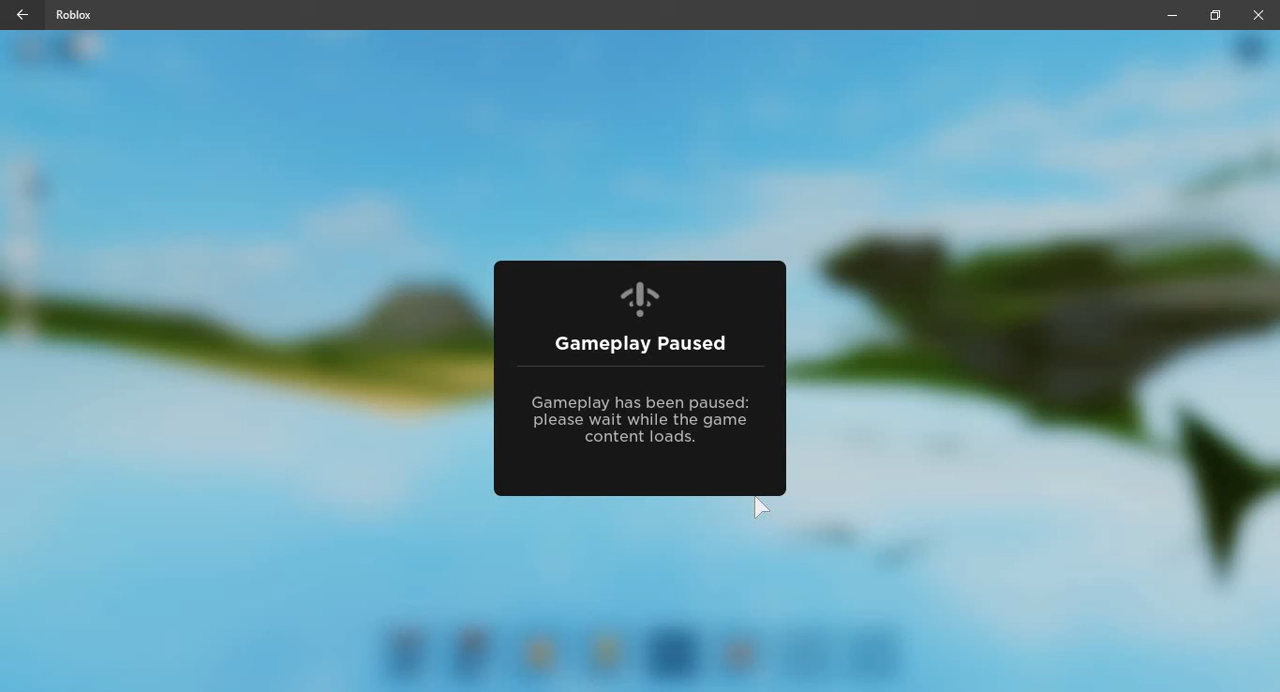 Roblox
Gameplay Paused
Gameplay has been paused:
please wait while the game
content loads.